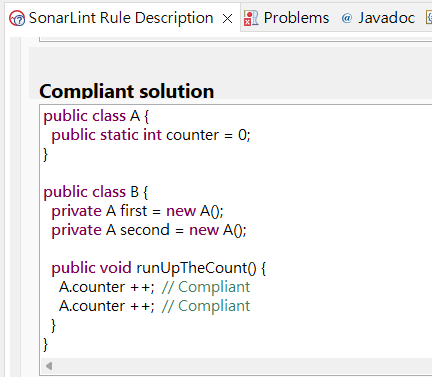 SonarLint Rule Description × Problems @ Javadoc
Compliant solution
public class A {
  public static int counter = 0;
}

public class B {
  private A first = new A();
  private A second = new A();

  public void runUpTheCount() {
    A.counter ++;  // Compliant
    A.counter ++;  // Compliant
  }
}